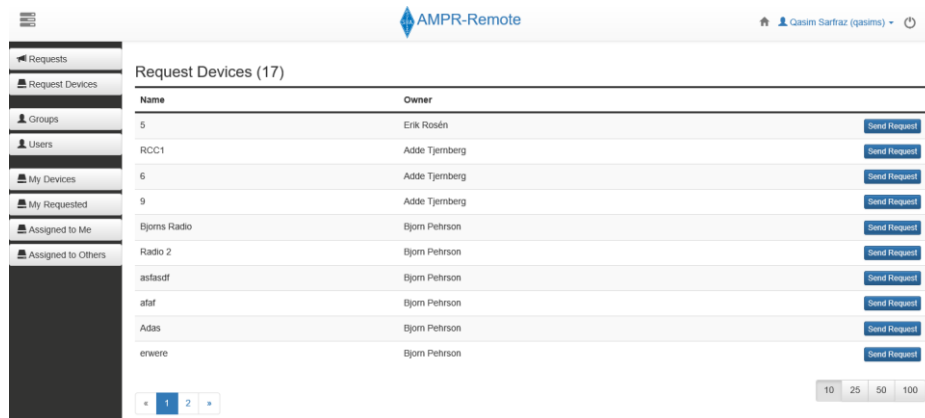 AMPR-Remote
Qasim Sarfraz (qasims)
Requests
Request Devices
Groups
Users
My Devices
My Requested
Assigned to Me
Assigned to Others
Request Devices (17)
Name Owner
5 Erik Rosén Send Request
RCC1 Adde Tjernberg Send Request
6 Adde Tjernberg Send Request
9 Adde Tjernberg Send Request
Bjorns Radio Bjorn Pehrson Send Request
Radio 2 Bjorn Pehrson Send Request
asfasdf Bjorn Pehrson Send Request
afaf Bjorn Pehrson Send Request
Adas Bjorn Pehrson Send Request
erwere Bjorn Pehrson Send Request
« 1 2 » 10 25 50 100